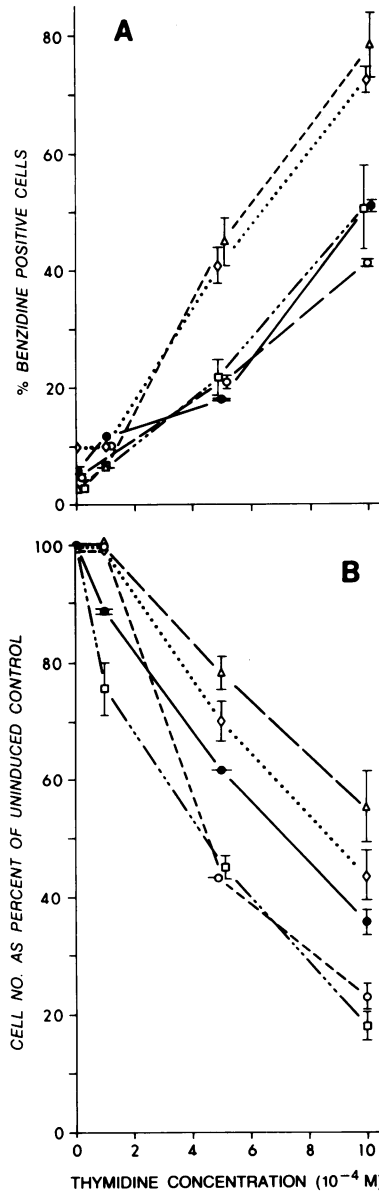 A
80
60
40
20
0
% BENZIDINE POSITIVE CELLS
B
100
80
60
40
20
0
CELL NO. AS PERCENT OF UNINDUCED CONTROL
0 2 4 6 8 10
THYMIDINE CONCENTRATION (10-4 M)